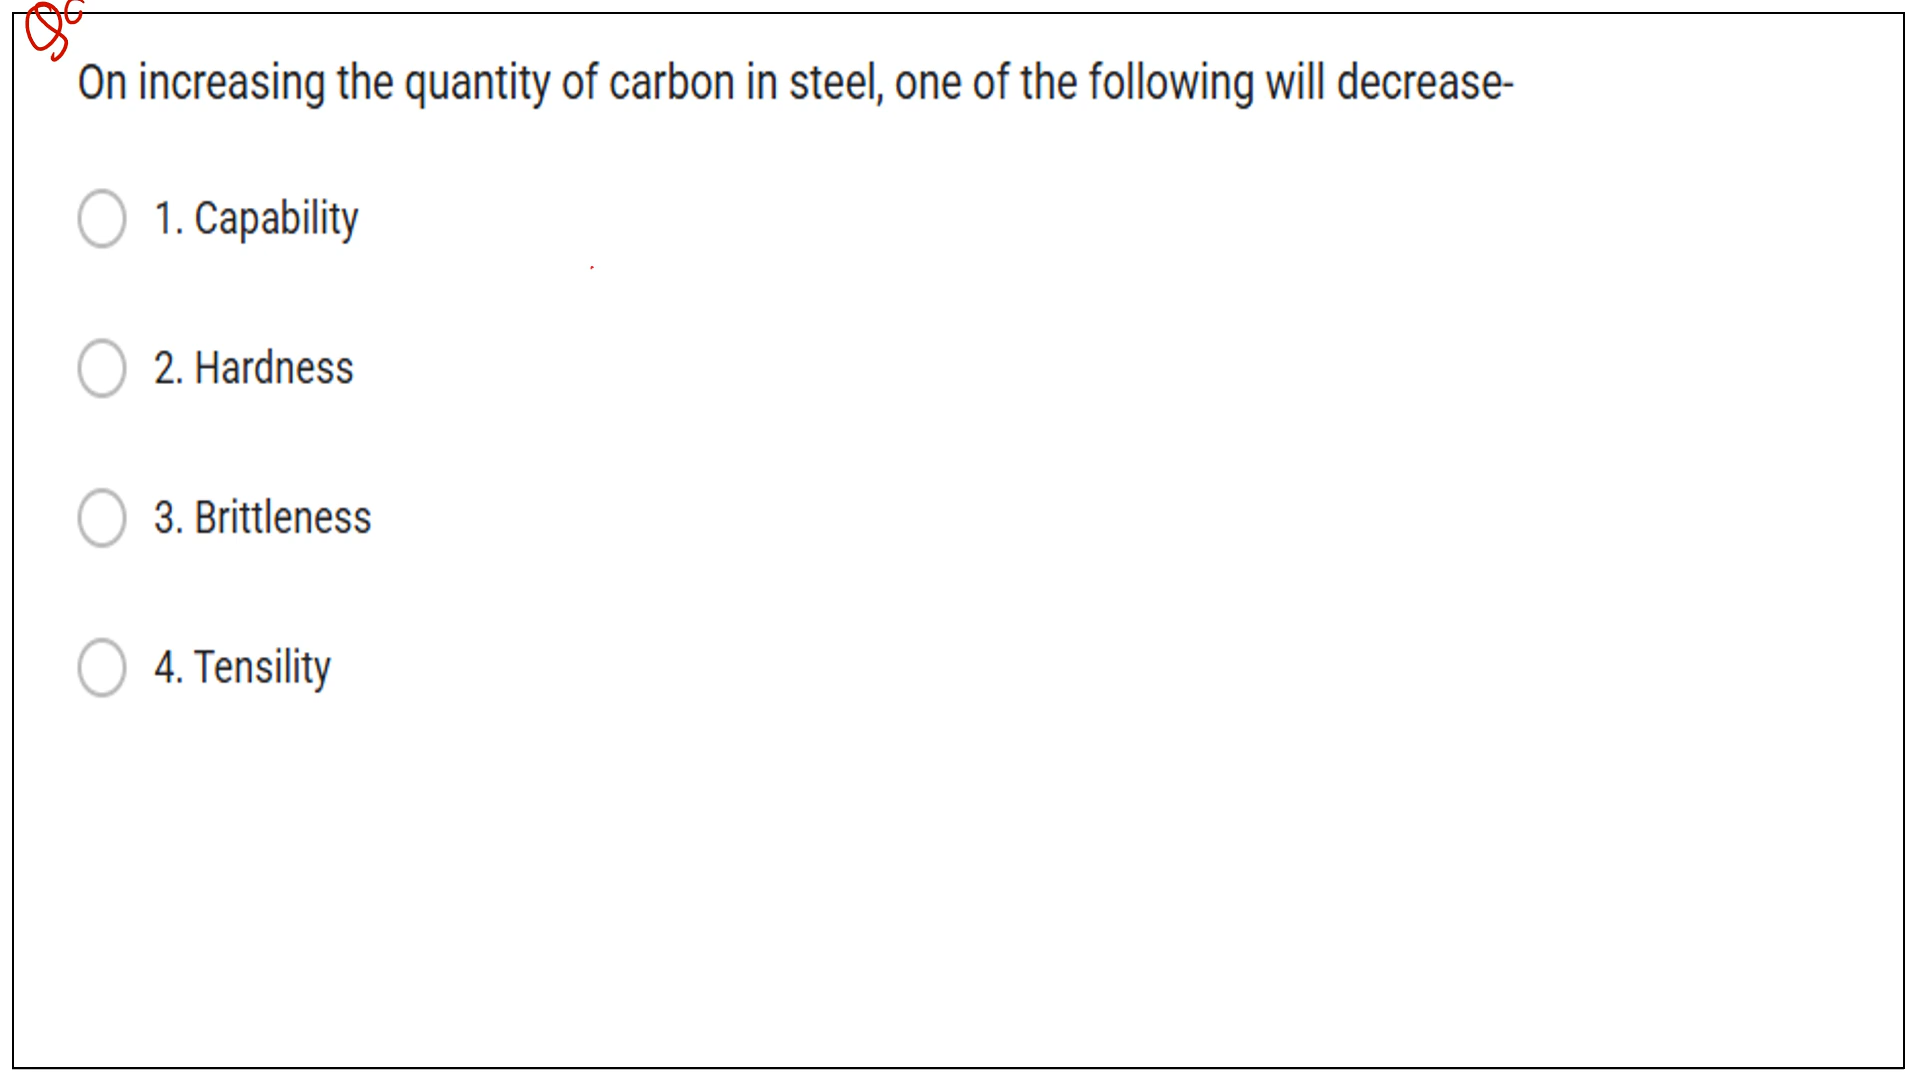 On increasing the quantity of carbon in steel, one of the following will decrease-
1. Capability
2. Hardness
3. Brittleness
4. Tensility